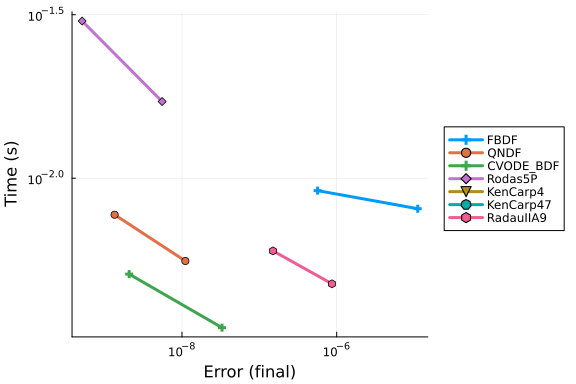 10^-1.5
10^-2.0
Time (s)
10^-8
10^-6
Error (final)
FBDF
QNDF
CVODE_BDF
Rodas5P
KenCarp4
KenCarp47
RadauIIA9